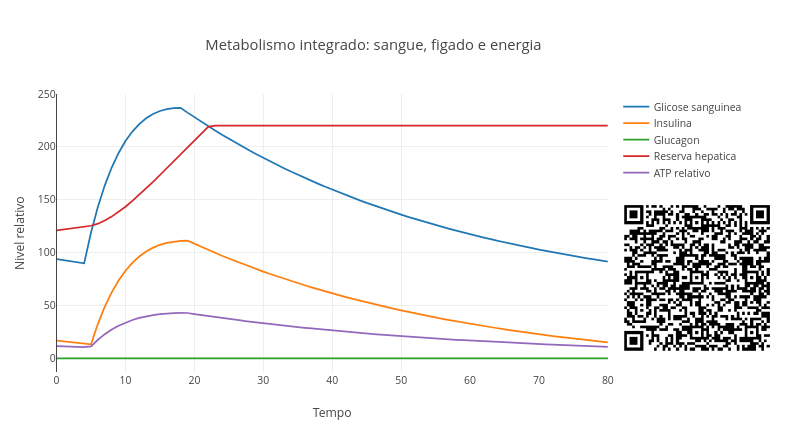 Metabolismo integrado: sangue, figado e energia
Nivel relativo
250
200
150
100
50
0
0 10 20 30 40 50 60 70 80
Tempo
Glicose sanguinea
Insulina
Glucagon
Reserva hepatica
ATP relativo